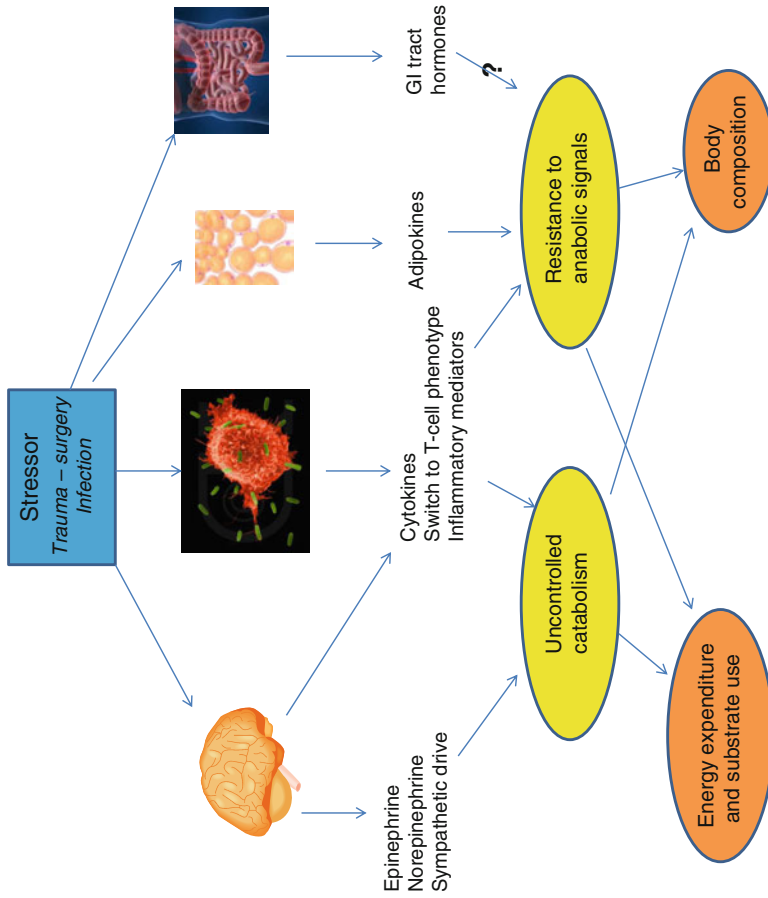 Stressor
Trauma – surgery
Infection
Epinephrine
Norepinephrine
Sympathetic drive
Cytokines
Switch to T-cell phenotype
Inflammatory mediators
Adipokines
GI tract
hormones
?
Uncontrolled
catabolism
Resistance to
anabolic signals
Energy expenditure
and substrate use
Body
composition